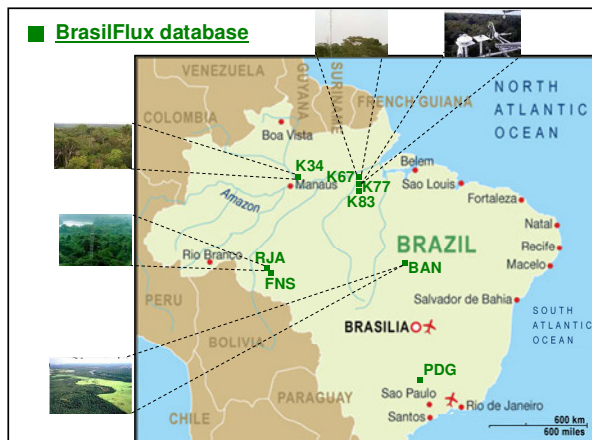 BrasilFlux database
NORTH
ATLANTIC
OCEAN
VENEZUELA
GUYANA
SURINAME
FRENCH GUIANA
COLOMBIA
Boa Vista
K34
K67
K77
K83
Manaus
Belem
Sao Louis
Fortaleza
Amazon
Natal
Recife
Macelo
BRAZIL
Rio Branco
RJA
FNS
BAN
PERU
Salvador de Bahia
SOUTH
ATLANTIC
OCEAN
BRASILIA
BOLIVIA
PDG
PARAGUAY
Sao Paulo
Rio de Janeiro
Santos
CHILE
600 km
600 miles